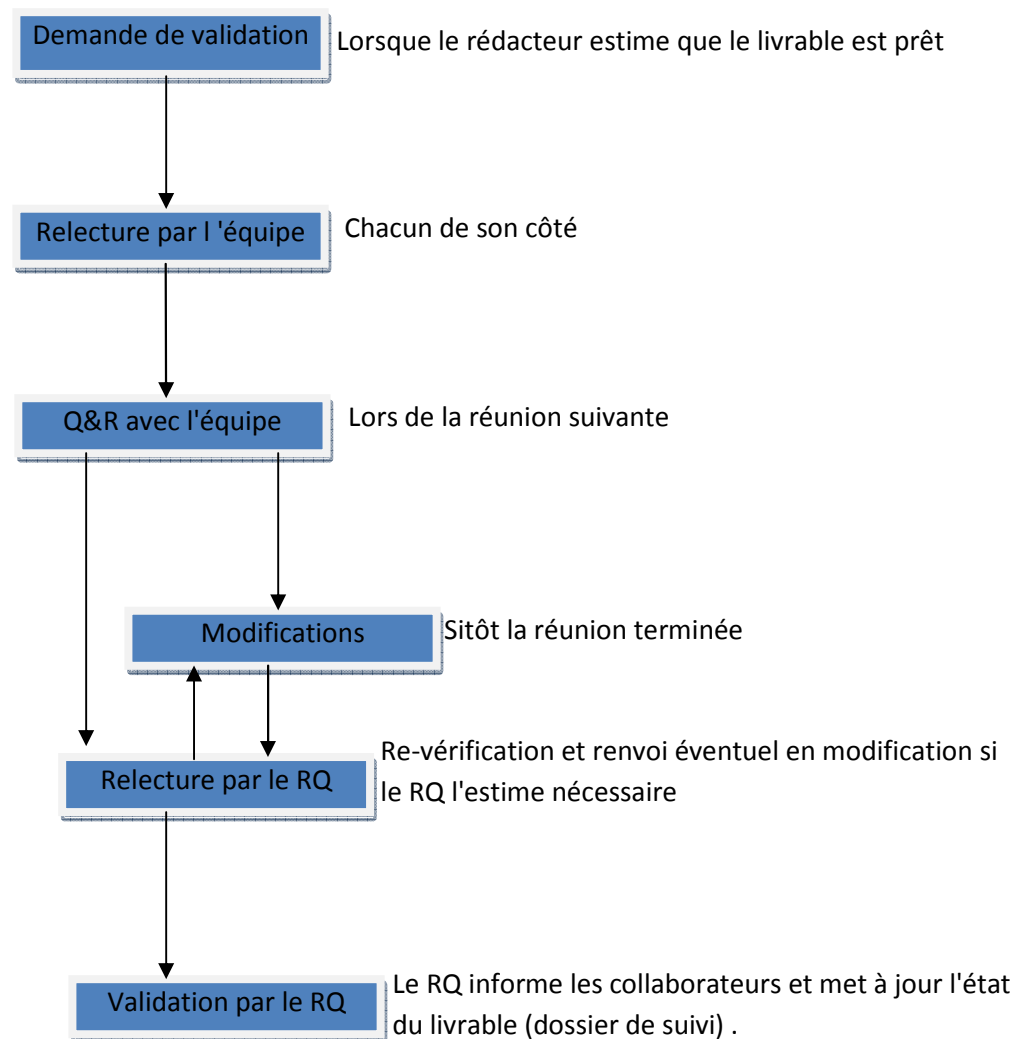 Demande de validation
Lorsque le rédacteur estime que le livrable est prêt
Relecture par l 'équipe
Chacun de son côté
Q&R avec l'équipe
Lors de la réunion suivante
Modifications
Sitôt la réunion terminée
Relecture par le RQ
Re-vérification et renvoi éventuel en modification si
le RQ l'estime nécessaire
Validation par le RQ
Le RQ informe les collaborateurs et met à jour l'état
du livrable (dossier de suivi) .